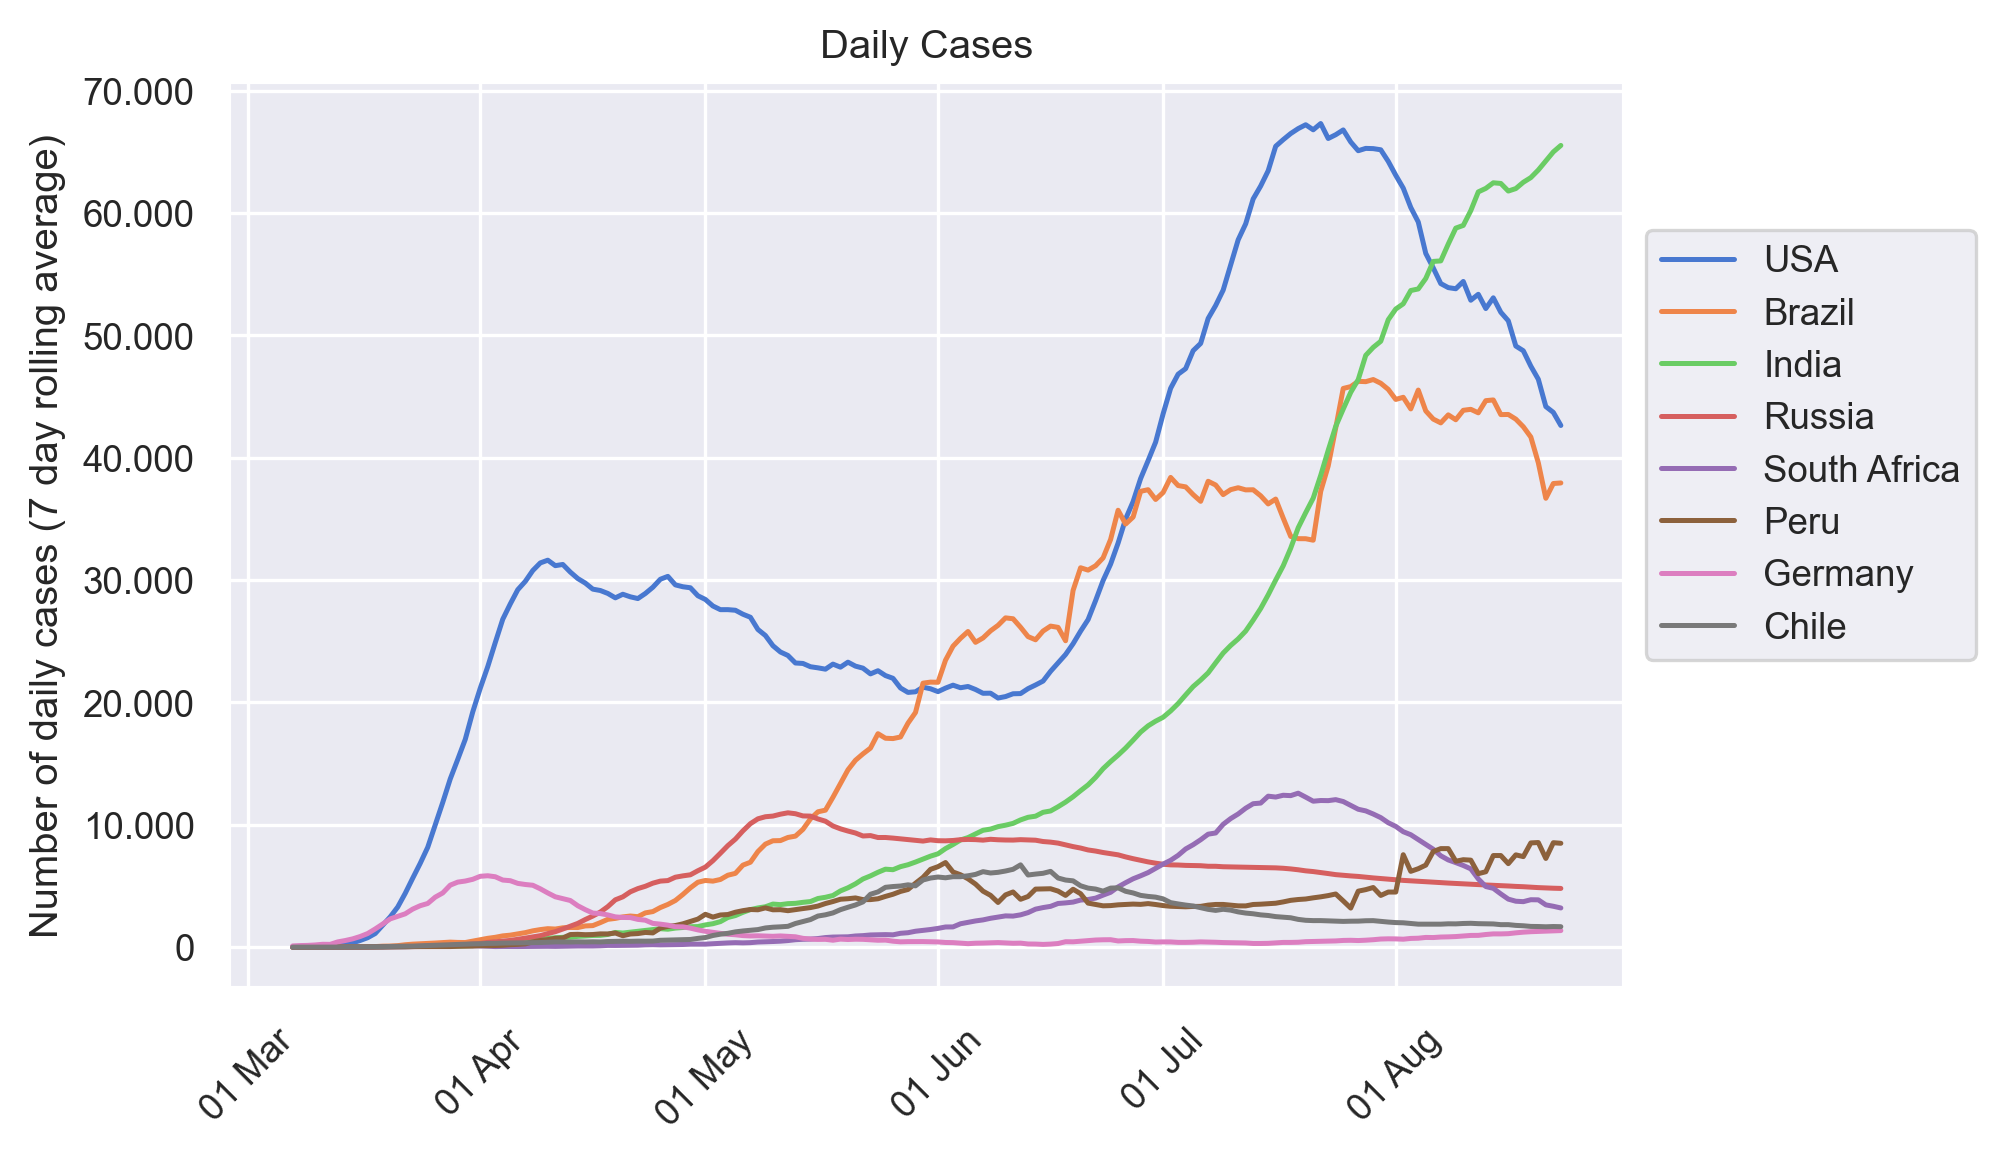 Daily Cases
Number of daily cases (7 day rolling average)
70.000
60.000
50.000
40.000
30.000
20.000
10.000
0
01 Mar
01 Apr
01 May
01 Jun
01 Jul
01 Aug
USA
Brazil
India
Russia
South Africa
Peru
Germany
Chile